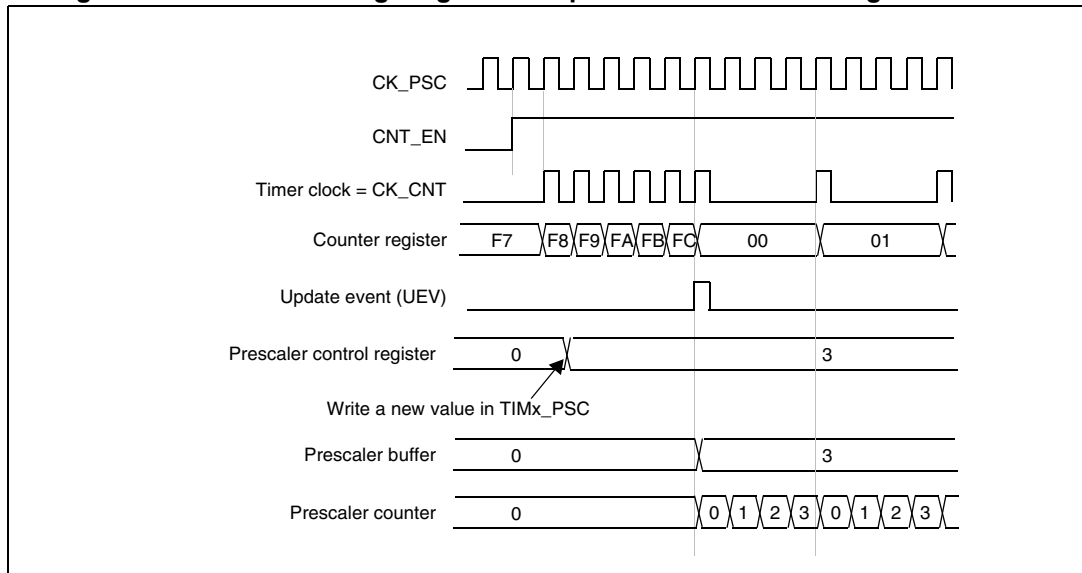 CK_PSC
CNT_EN
Timer clock = CK_CNT
Counter register F7 F8 F9 FA FB FC 00 01
Update event (UEV)
Prescaler control register 0 3
Write a new value in TIMx_PSC
Prescaler buffer 0 3
Prescaler counter 0 0 1 2 3 0 1 2 3